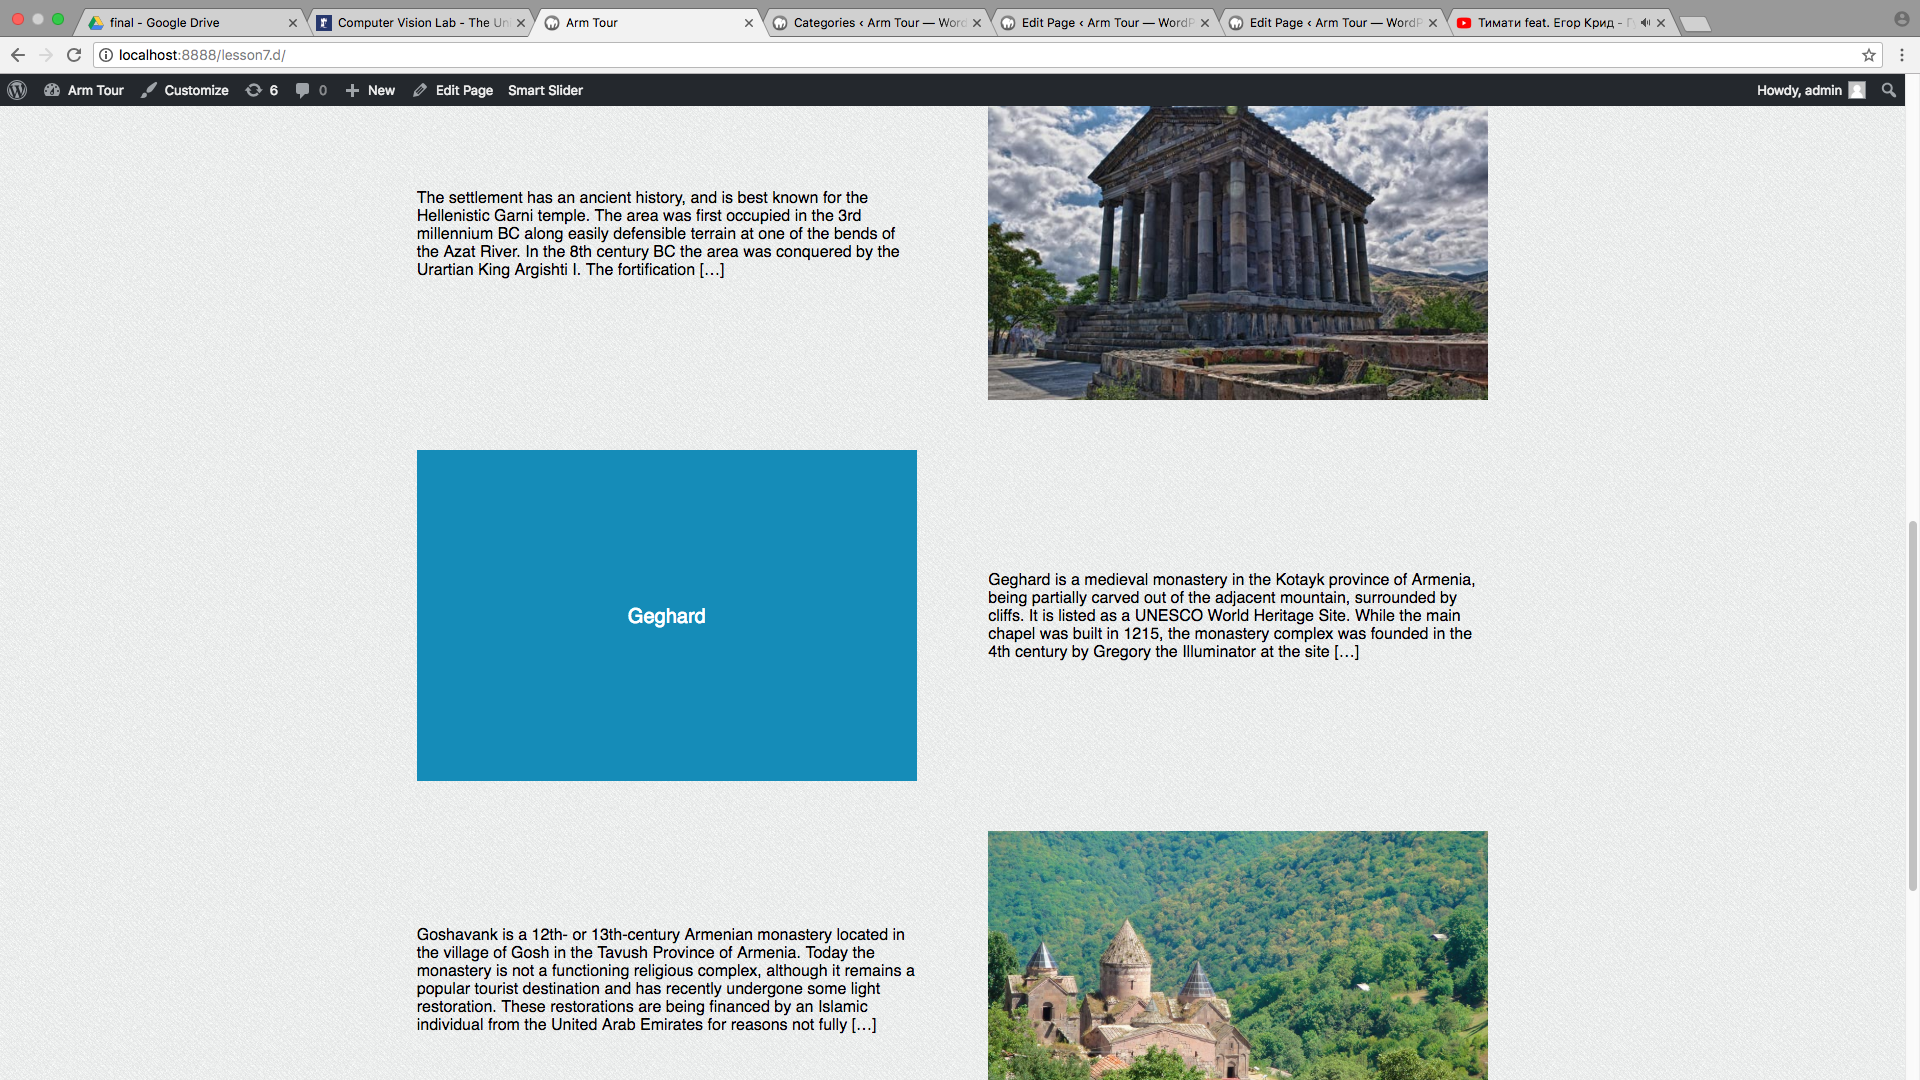 final - Google Drive
Computer Vision Lab - The Un
Arm Tour
Categories ‹ Arm Tour — Word
Edit Page ‹ Arm Tour — WordP
Edit Page ‹ Arm Tour — WordP
Тимати feat. Егор Крид - Г
localhost:8888/lesson7.d/
Arm Tour Customize 6 0 New Edit Page Smart Slider Howdy, admin
The settlement has an ancient history, and is best known for the
Hellenistic Garni temple. The area was first occupied in the 3rd
millennium BC along easily defensible terrain at one of the bends of
the Azat River. In the 8th century BC the area was conquered by the
Urartian King Argishti I. The fortification […]
Geghard
Geghard is a medieval monastery in the Kotayk province of Armenia,
being partially carved out of the adjacent mountain, surrounded by
cliffs. It is listed as a UNESCO World Heritage Site. While the main
chapel was built in 1215, the monastery complex was founded in the
4th century by Gregory the Illuminator at the site […]
Goshavank is a 12th- or 13th-century Armenian monastery located in
the village of Gosh in the Tavush Province of Armenia. Today the
monastery is not a functioning religious complex, although it remains a
popular tourist destination and has recently undergone some light
restoration. These restorations are being financed by an Islamic
individual from the United Arab Emirates for reasons not fully […]